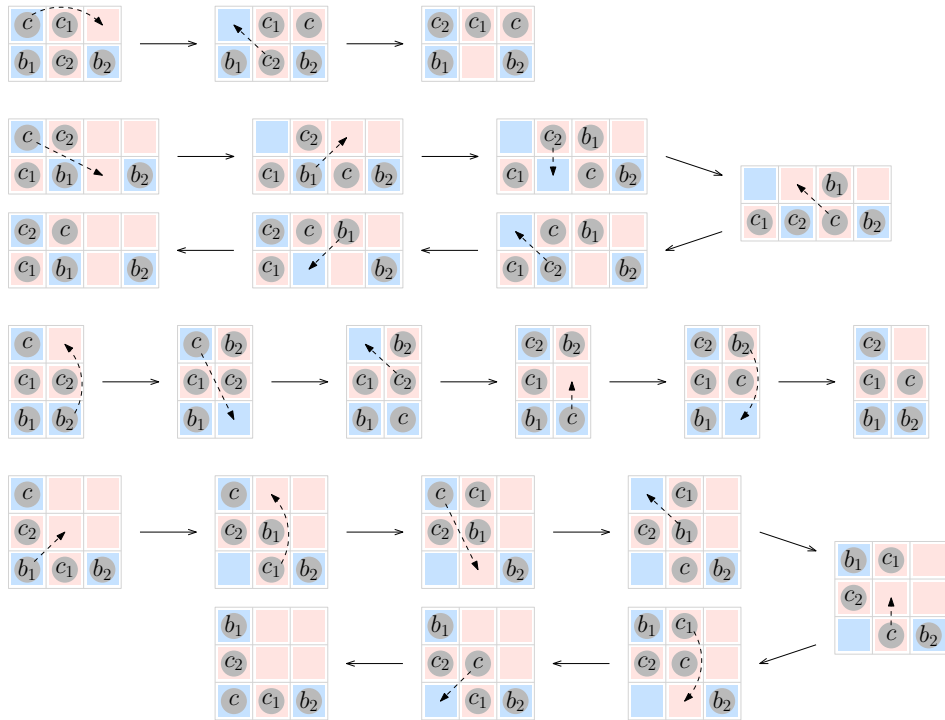 c c₁ c₁ c c₂ c₁ c
b₁ c₂ b₂ b₁ c₂ b₂ b₁ b₂
c c₂ c₂ c₂ b₁
c₁ b₁ b₂ c₁ b₁ c b₂ c₁ c b₂
b₁
c₁ c₂ c b₂
c₂ c c₂ c b₁ c b₁
c₁ b₁ b₂ c₁ b₂ c₁ c₂ b₂
c c b₂ b₂ c₂ b₂ c₂ b₂ c₂
c₁ c₂ c₁ c₂ c₁ c₂ c₁ c₁ c c₁ c
b₁ b₂ b₁ b₁ c b₁ c b₁ b₁ b₂
c c c c₁ c₁
c₂ c₂ b₁ c₂ b₁ c₂ b₁
b₁ c₁ b₂ c₁ b₂ b₂ c b₂
b₁ c₁
c₂
c b₂
b₁ b₁ b₁ c₁
c₂ c₂ c c₂ c
c c₁ b₂ c₁ b₂ b₂